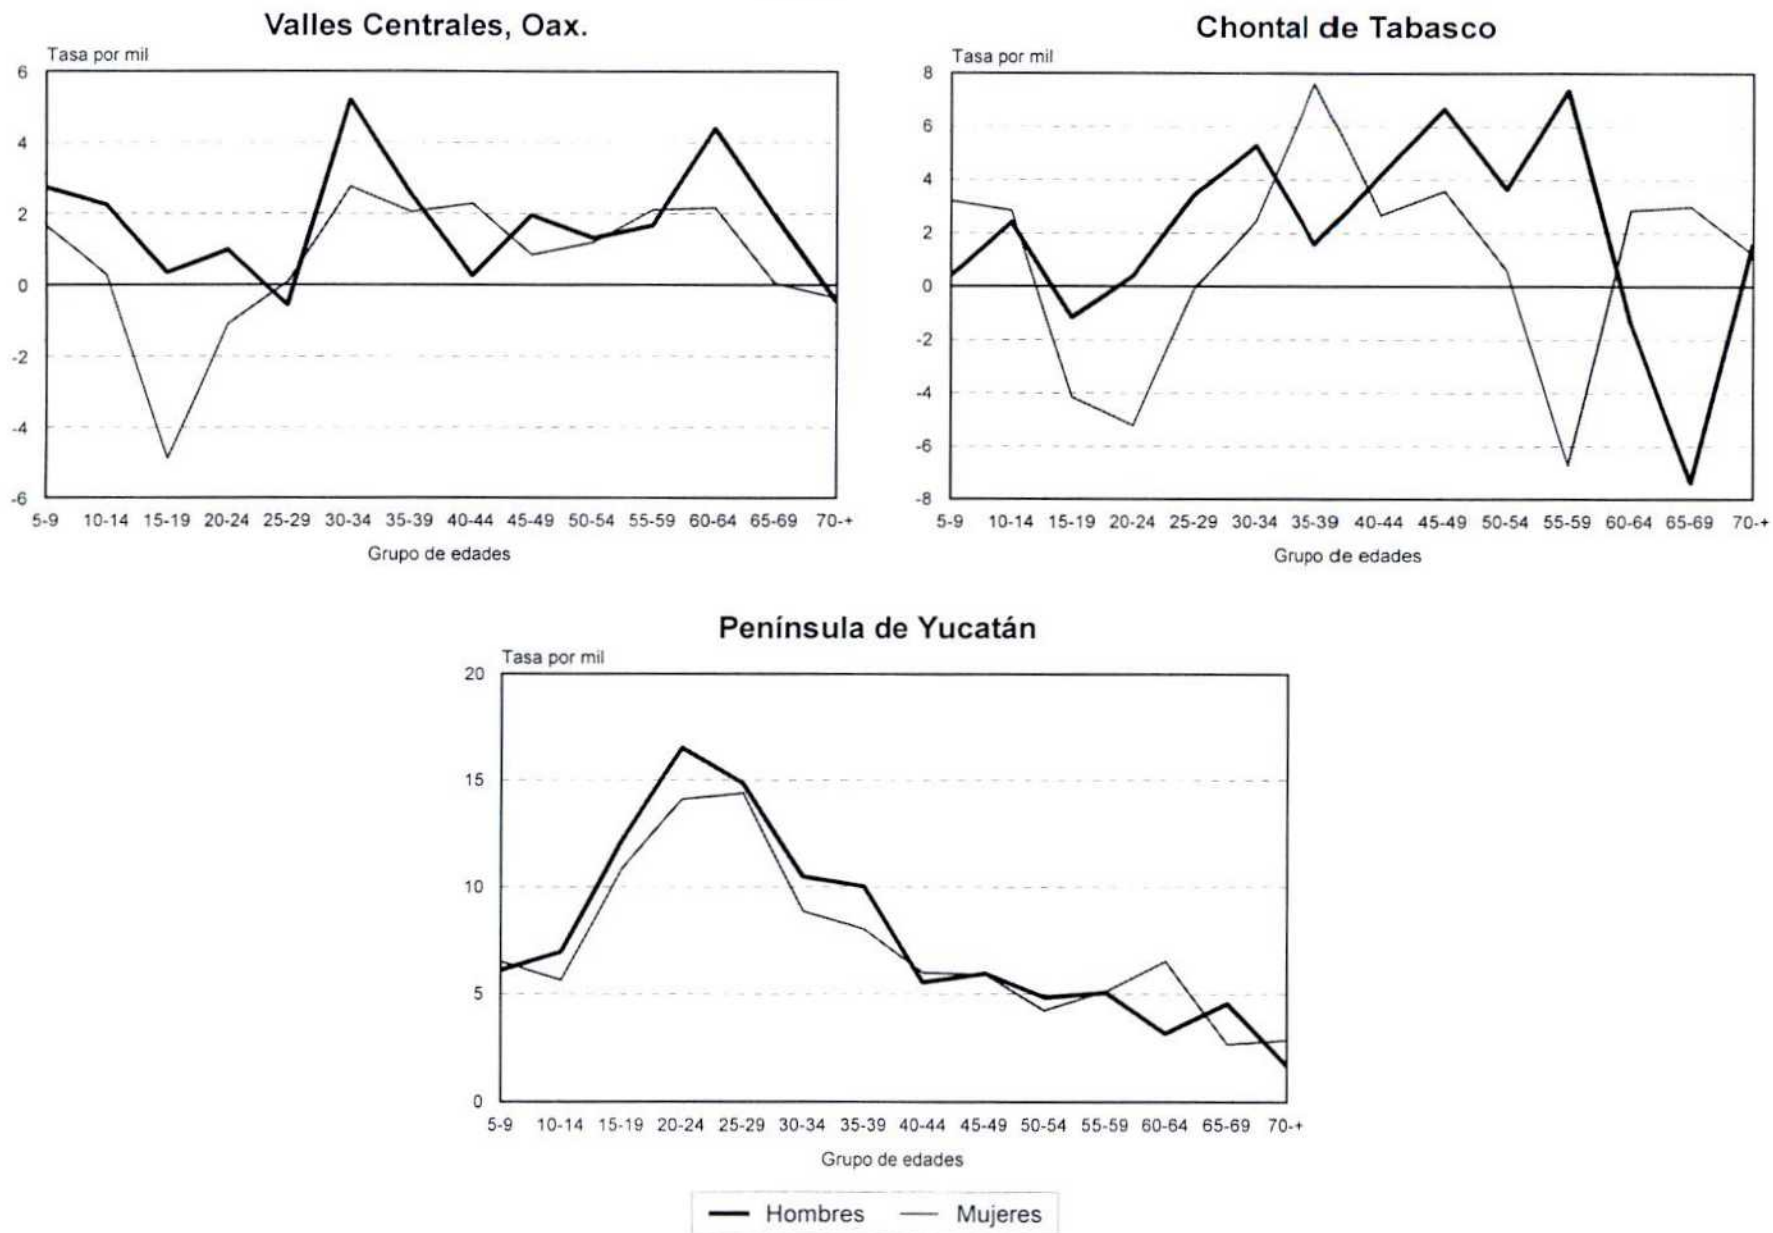 Valles Centrales, Oax.
Tasa por mil
6
4
2
0
-2
-4
-6
5-9 10-14 15-19 20-24 25-29 30-34 35-39 40-44 45-49 50-54 55-59 60-64 65-69 70-+
Grupo de edades
Chontal de Tabasco
Tasa por mil
8
6
4
2
0
-2
-4
-6
-8
5-9 10-14 15-19 20-24 25-29 30-34 35-39 40-44 45-49 50-54 55-59 60-64 65-69 70-+
Grupo de edades
Península de Yucatán
Tasa por mil
20
15
10
5
0
5-9 10-14 15-19 20-24 25-29 30-34 35-39 40-44 45-49 50-54 55-59 60-64 65-69 70-+
Grupo de edades
Hombres Mujeres